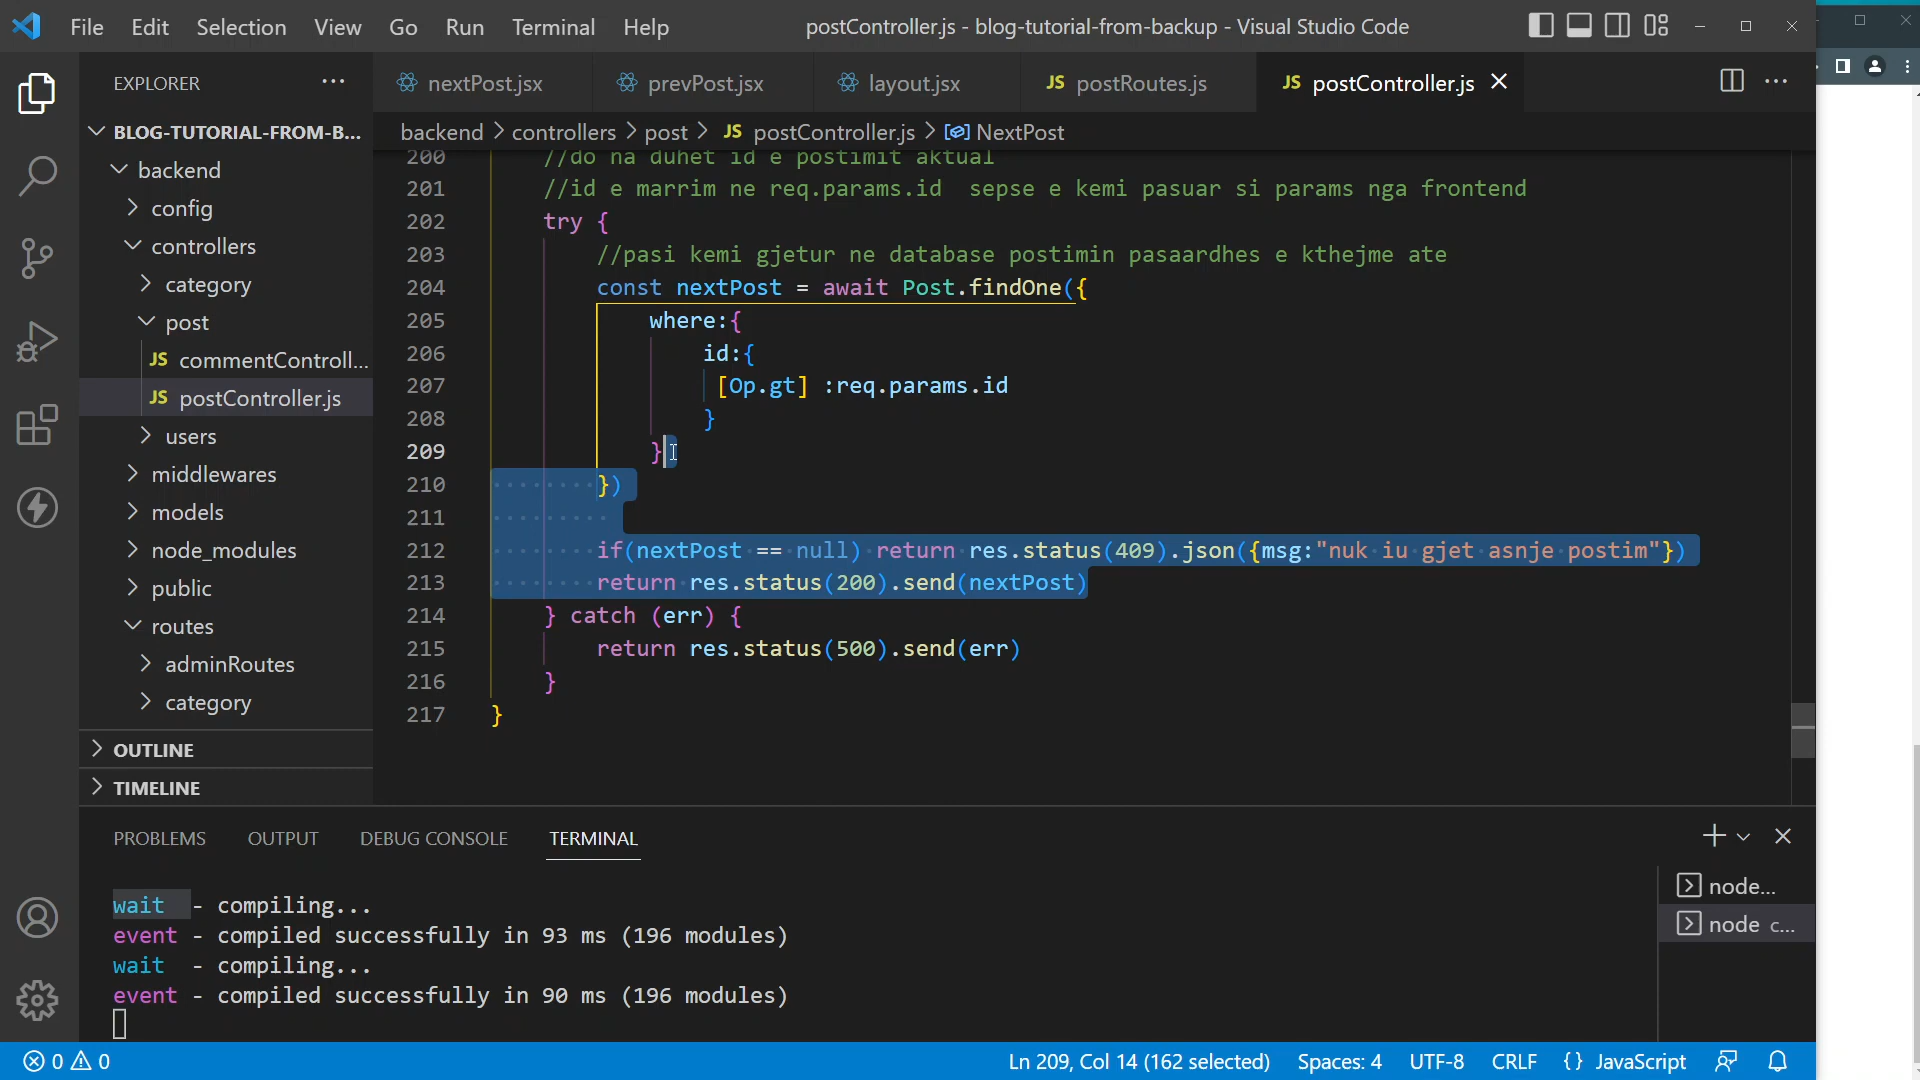 File Edit Selection View Go Run Terminal Help postController.js - blog-tutorial-from-backup - Visual Studio Code
EXPLORER
nextPost.jsx prevPost.jsx layout.jsx JS postRoutes.js JS postController.js
BLOG-TUTORIAL-FROM-B...
backend > controllers > post > JS postController.js > NextPost
backend
config
controllers
category
post
JS commentControll...
JS postController.js
users
middlewares
models
node_modules
public
routes
adminRoutes
category
OUTLINE
TIMELINE
200 //do na duhet id e postimit aktual
201 //id e marrim ne req.params.id  sepse e kemi pasuar si params nga frontend
202 try {
203 //pasi kemi gjetur ne database postimin pasaardhes e kthejme ate
204 const nextPost = await Post.findOne({
205 where:{
206 id:{
207 [Op.gt] :req.params.id
208 }
209 }
210 })
211
212 if(nextPost == null) return res.status(409).json({msg:"nuk iu gjet asnje postim"})
213 return res.status(200).send(nextPost)
214 } catch (err) {
215 return res.status(500).send(err)
216 }
217 }
PROBLEMS OUTPUT DEBUG CONSOLE TERMINAL
wait - compiling...
event - compiled successfully in 93 ms (196 modules)
wait - compiling...
event - compiled successfully in 90 ms (196 modules)
node...
node c...
0 0 Ln 209, Col 14 (162 selected) Spaces: 4 UTF-8 CRLF {} JavaScript